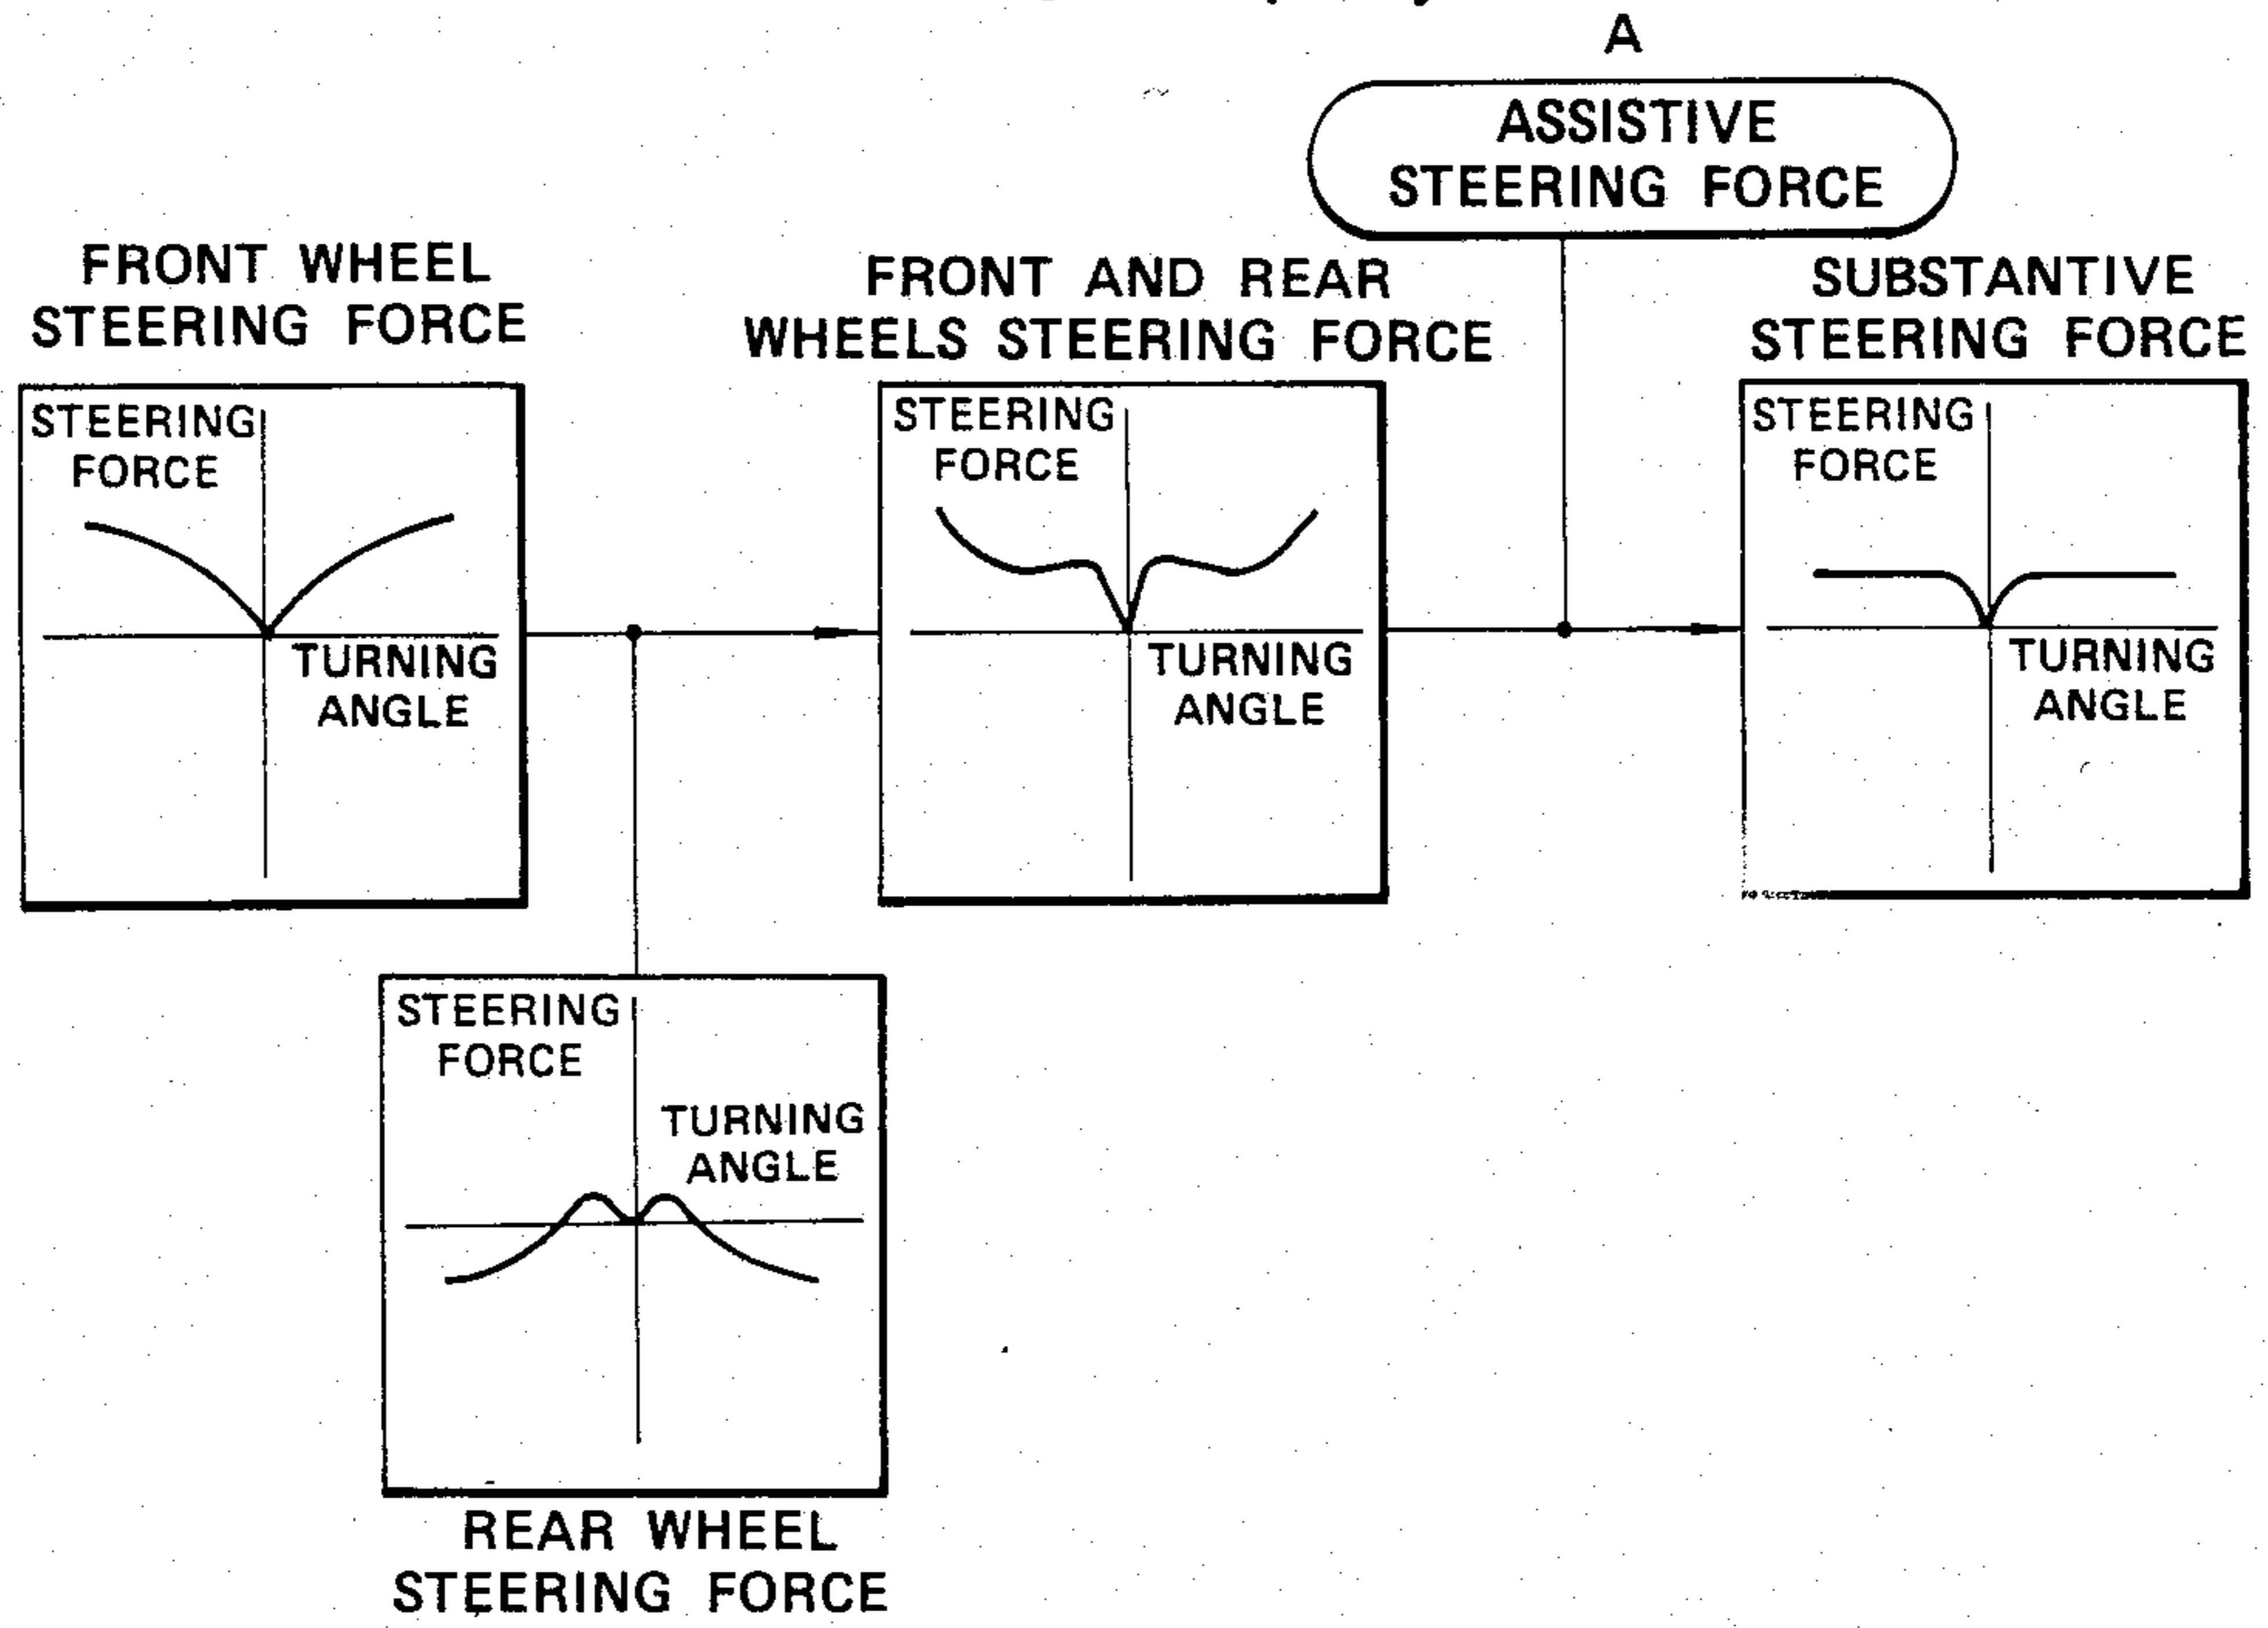 A
ASSISTIVE
STEERING FORCE
FRONT WHEEL
STEERING FORCE
FRONT AND REAR
WHEELS STEERING FORCE
SUBSTANTIVE
STEERING FORCE
STEERING
FORCE
TURNING
ANGLE
STEERING
FORCE
TURNING
ANGLE
STEERING
FORCE
TURNING
ANGLE
STEERING
FORCE
TURNING
ANGLE
REAR WHEEL
STEERING FORCE